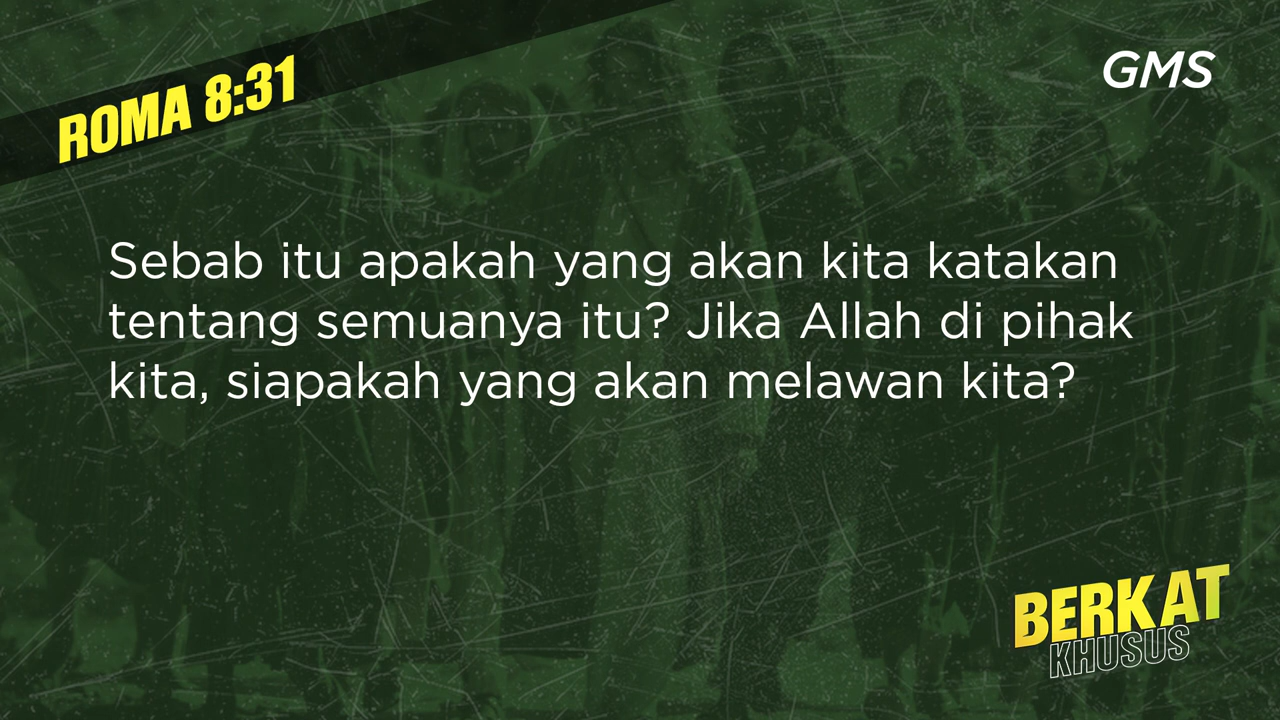 ROMA 8:31
GMS
Sebab itu apakah yang akan kita katakan
tentang semuanya itu? Jika Allah di pihak
kita, siapakah yang akan melawan kita?
BERKAT
KHUSUS